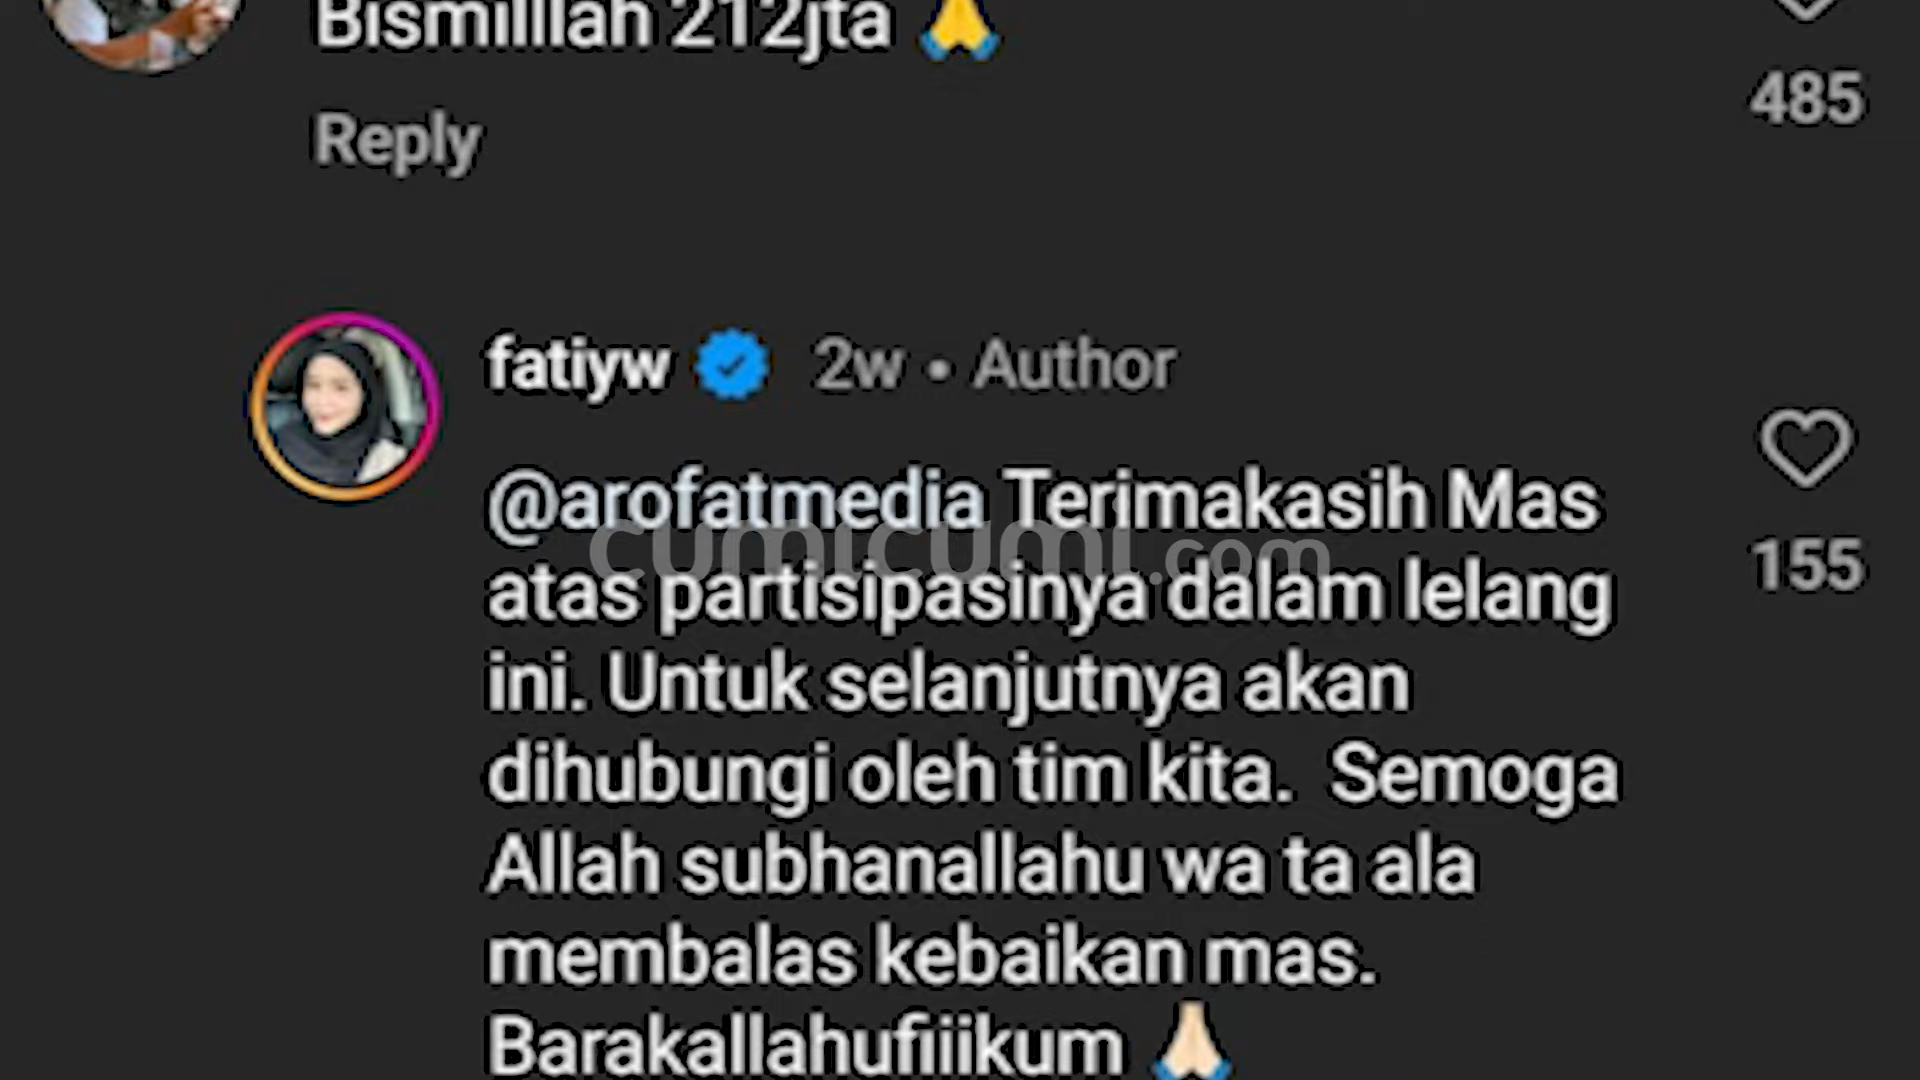 Bismilllah 212jta 🙏
485
Reply
fatiyw 2w • Author
@arofatmedia Terimakasih Mas
atas partisipasinya dalam lelang
ini. Untuk selanjutnya akan
dihubungi oleh tim kita. Semoga
Allah subhanallahu wa ta ala
membalas kebaikan mas.
Barakallahufiiikum 🙏🏻
155
cumicumi.com